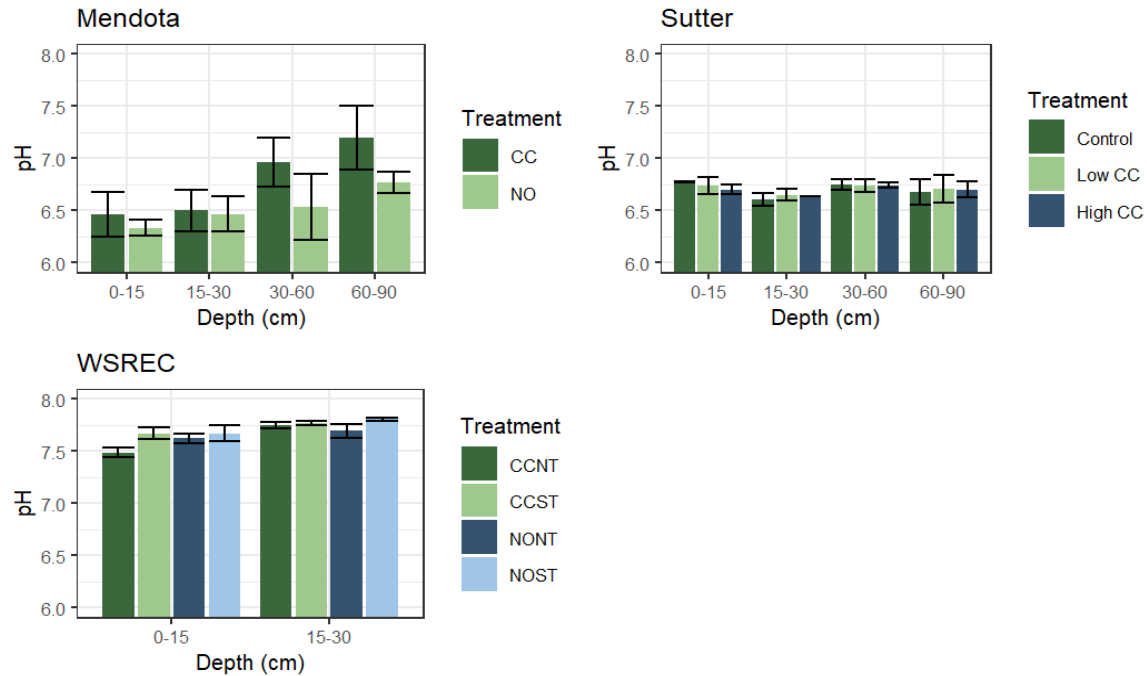 Mendota
8.0
7.5
7.0
6.5
6.0
pH
0-15 15-30 30-60 60-90
Depth (cm)
Treatment
CC
NO
Sutter
8.0
7.5
7.0
6.5
6.0
pH
0-15 15-30 30-60 60-90
Depth (cm)
Treatment
Control
Low CC
High CC
WSREC
8.0
7.5
7.0
6.5
6.0
pH
0-15 15-30
Depth (cm)
Treatment
CCNT
CCST
NONT
NOST